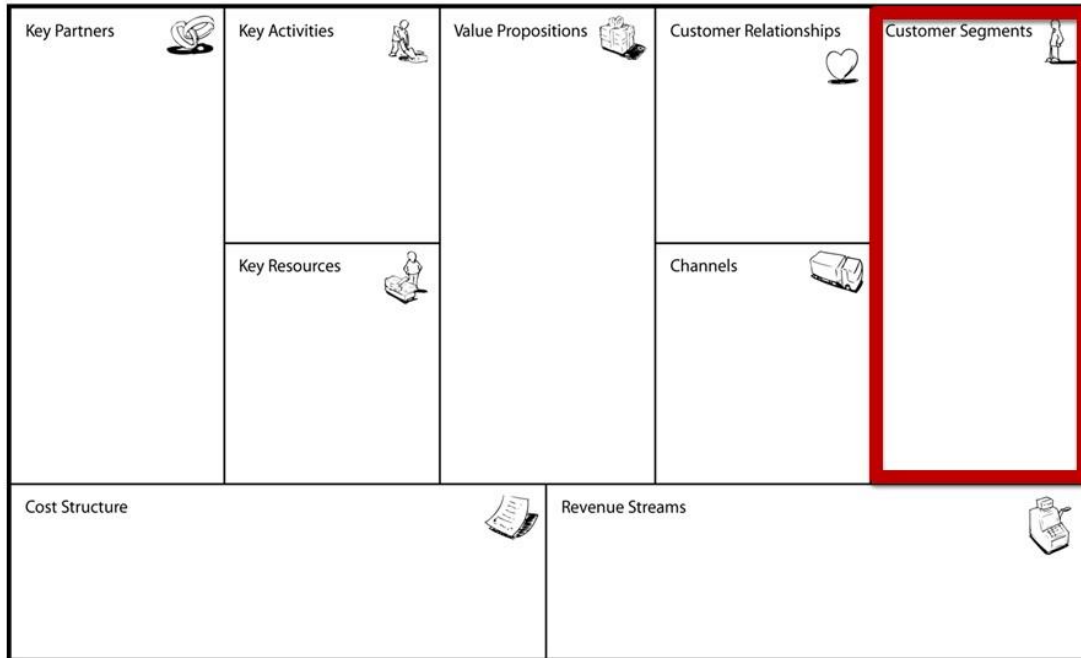 Key Partners
Key Activities
Value Propositions
Customer Relationships
Customer Segments
Key Resources
Channels
Cost Structure
Revenue Streams